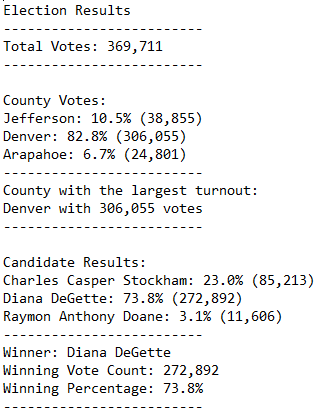 Election Results
-------------------------
Total Votes: 369,711
-------------------------
County Votes:
Jefferson: 10.5% (38,855)
Denver: 82.8% (306,055)
Arapahoe: 6.7% (24,801)
-------------------------
County with the largest turnout:
Denver with 306,055 votes
-------------------------
Candidate Results:
Charles Casper Stockham: 23.0% (85,213)
Diana DeGette: 73.8% (272,892)
Raymon Anthony Doane: 3.1% (11,606)
-------------------------
Winner: Diana DeGette
Winning Vote Count: 272,892
Winning Percentage: 73.8%
-------------------------